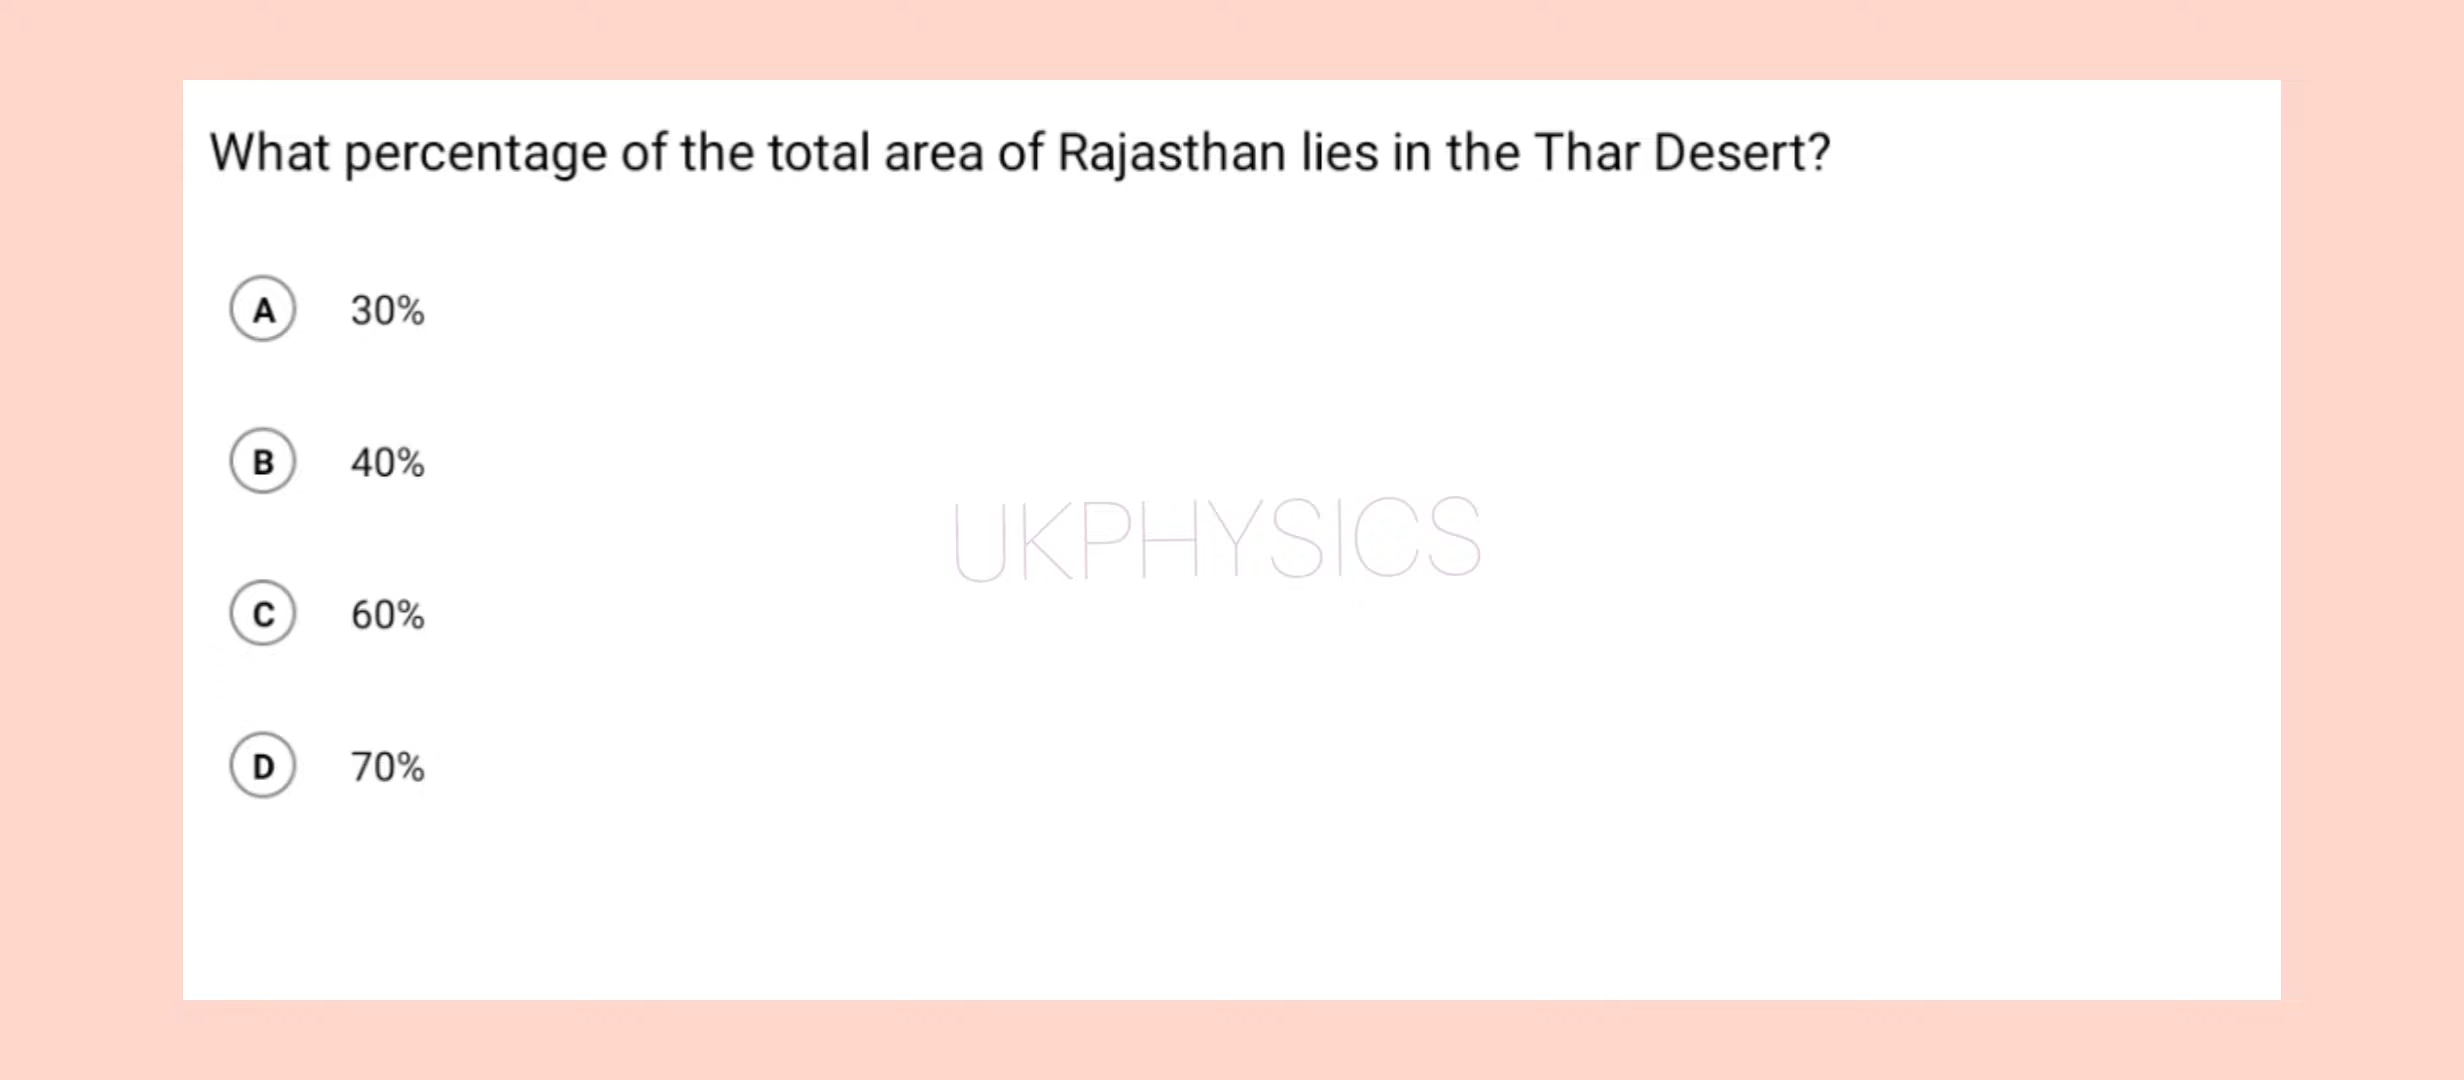 What percentage of the total area of Rajasthan lies in the Thar Desert?
A 30%
B 40%
UKPHYSICS
C 60%
D 70%